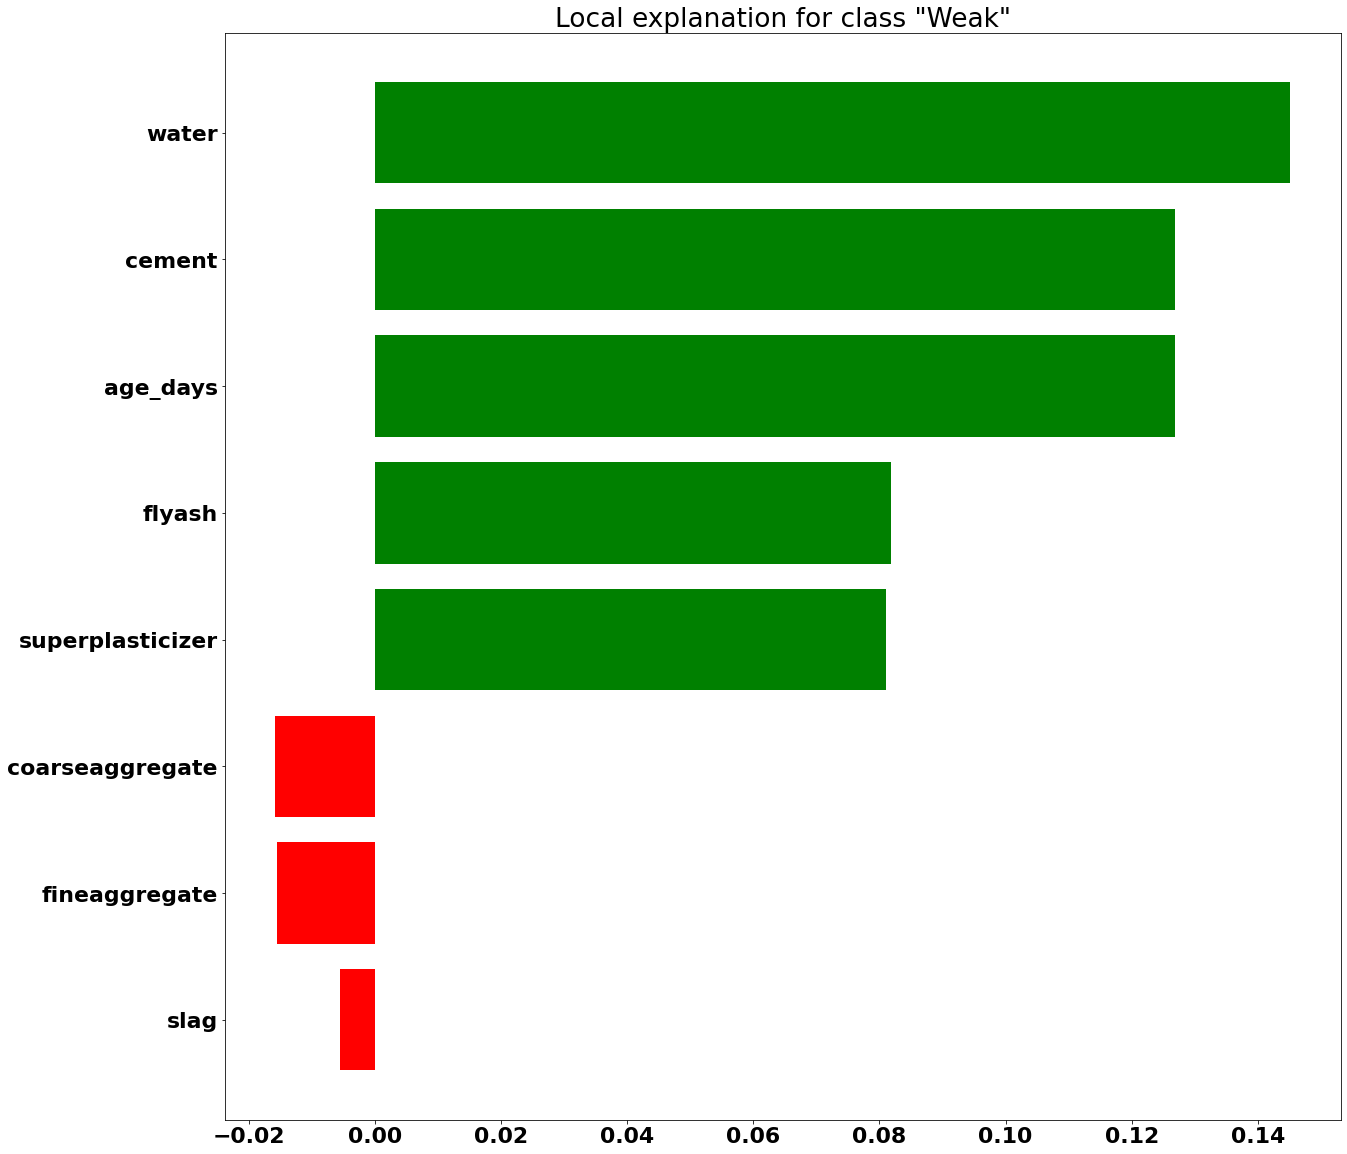 Local explanation for class "Weak"
water
cement
age_days
flyash
superplasticizer
coarseaggregate
fineaggregate
slag
−0.02 0.00 0.02 0.04 0.06 0.08 0.10 0.12 0.14